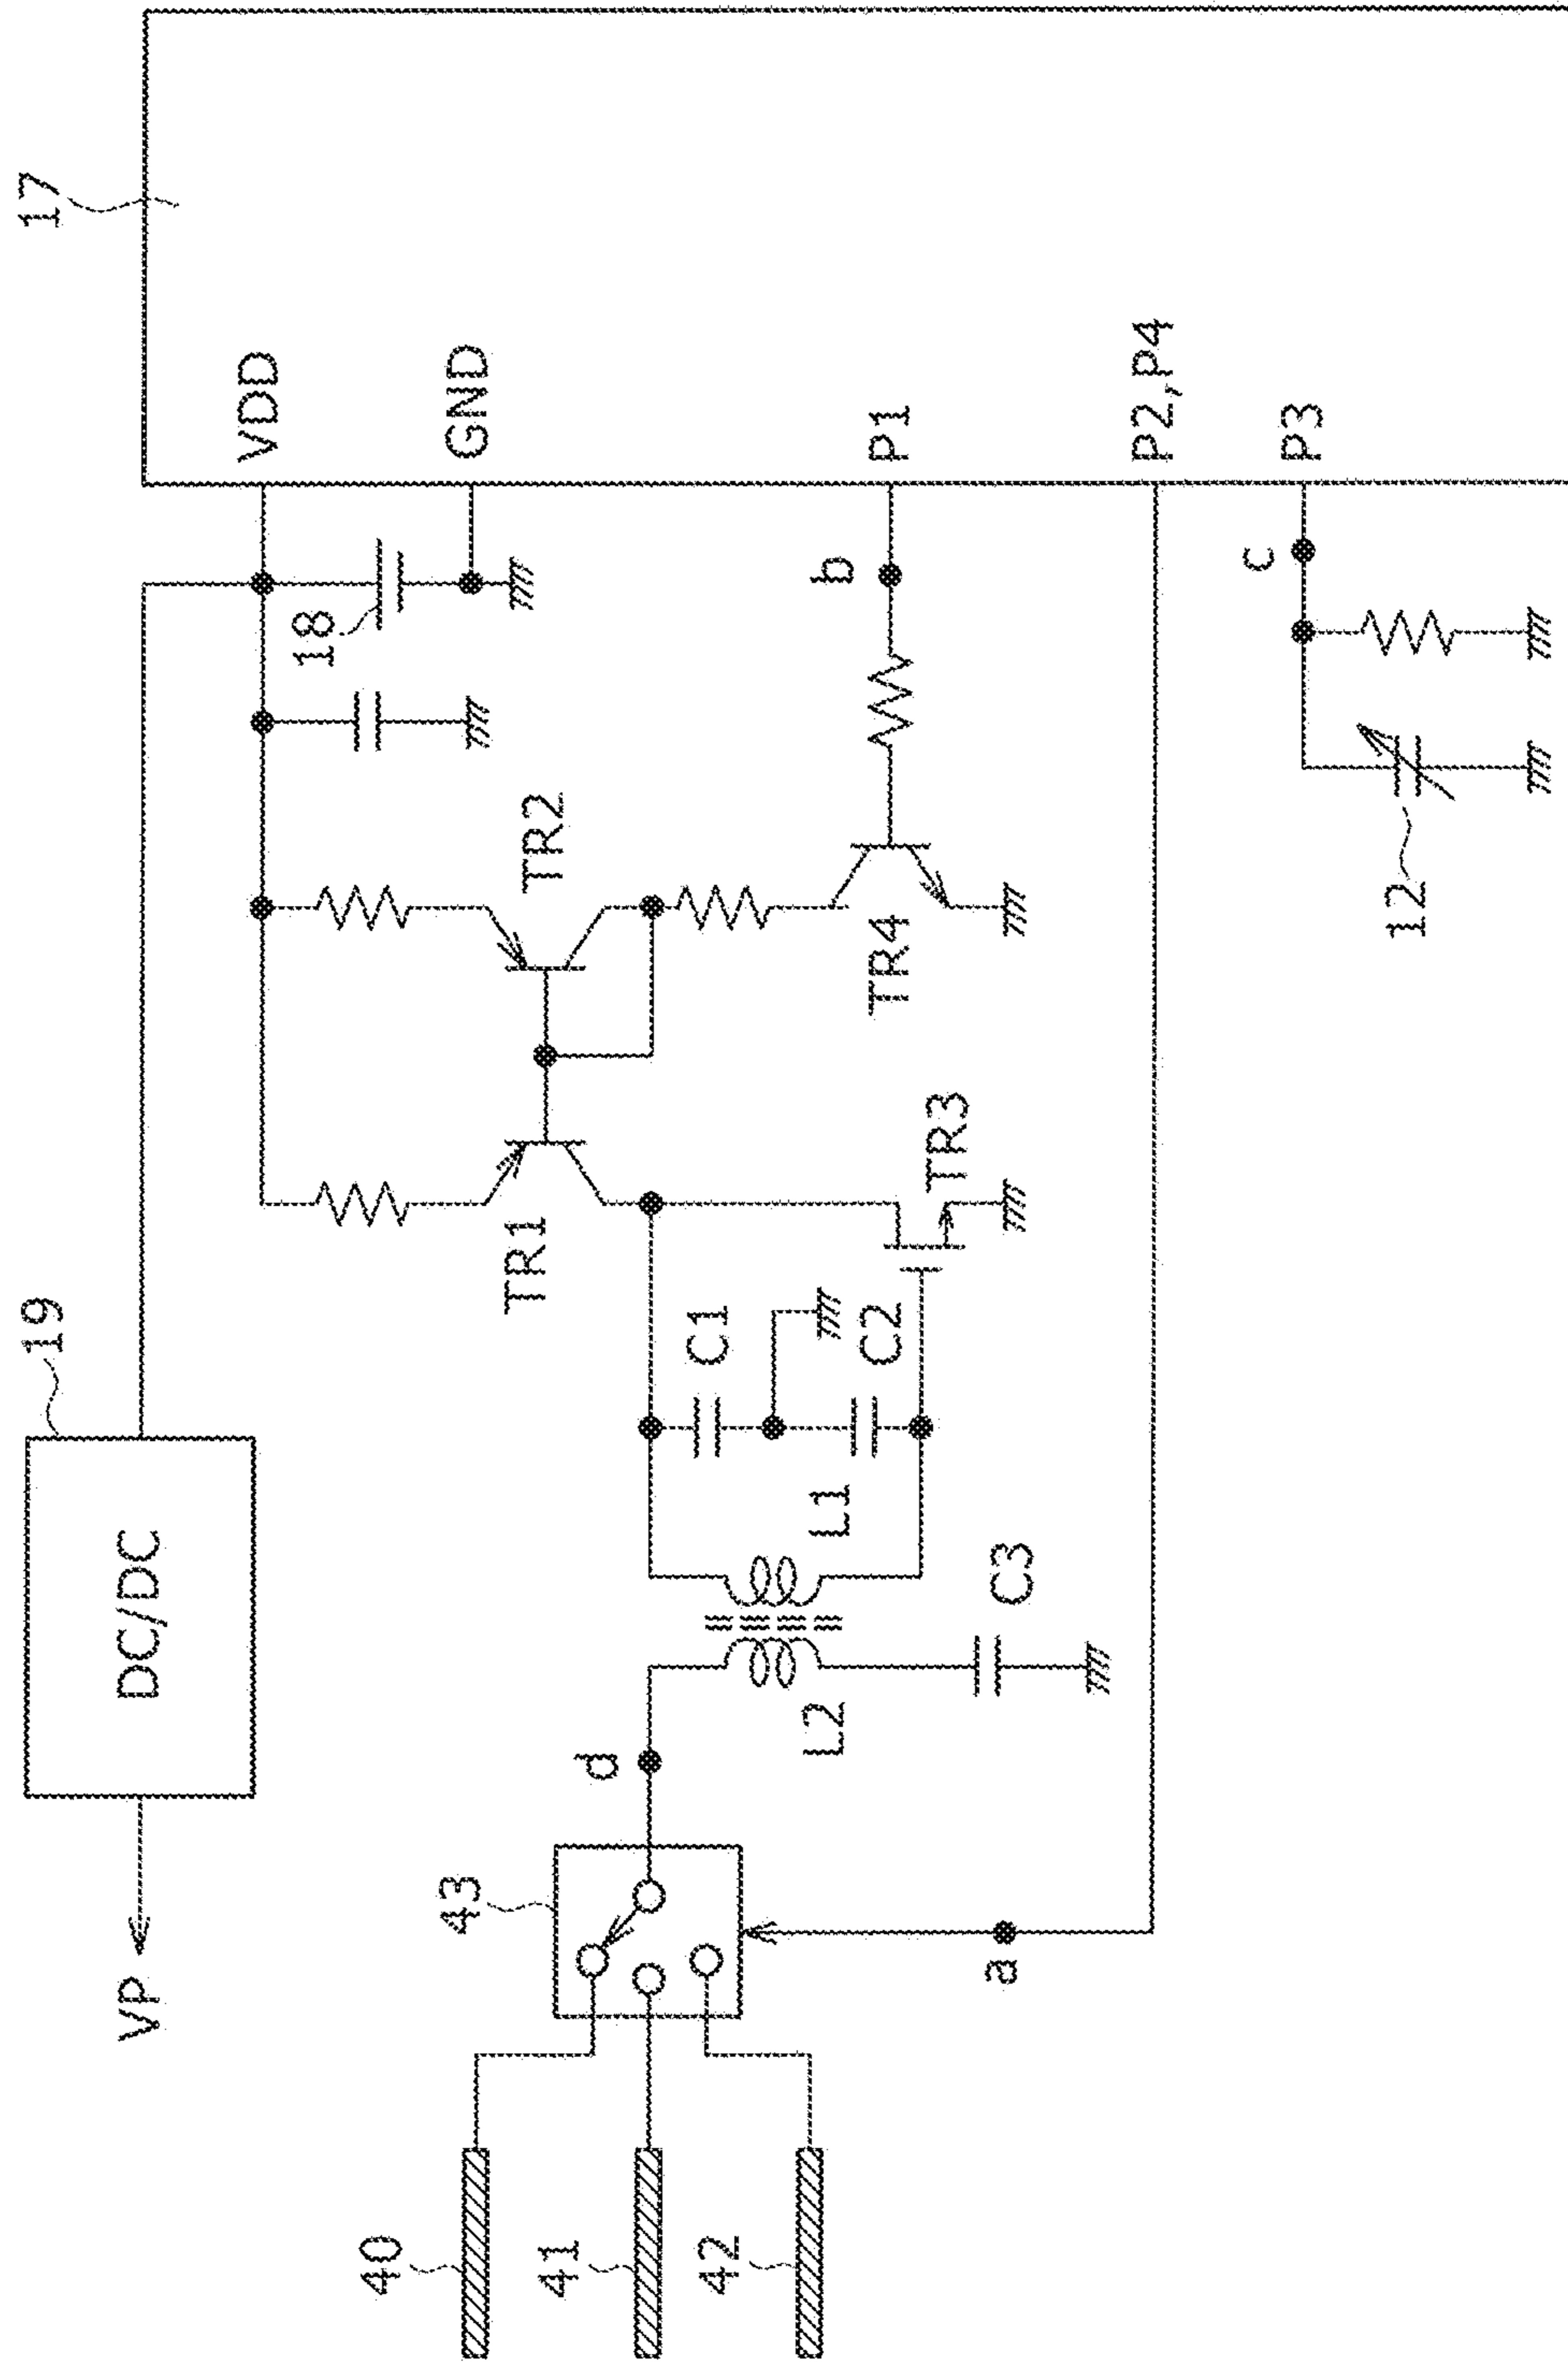 17
VDD
GND
P1
P2,P4
P3
18
b
c
TR2
TR4
12
19
DC/DC
VP
TR1
TR3
C1
C2
L1
L2
C3
d
43
a
40
41
42